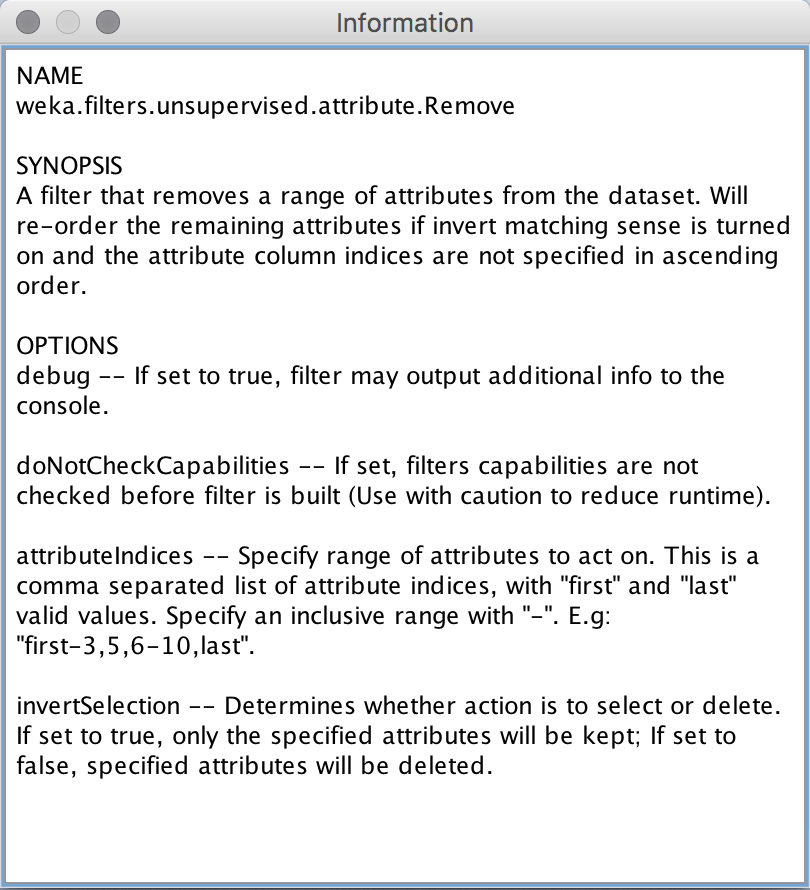 Information
NAME
weka.filters.unsupervised.attribute.Remove
SYNOPSIS
A filter that removes a range of attributes from the dataset. Will
re-order the remaining attributes if invert matching sense is turned
on and the attribute column indices are not specified in ascending
order.
OPTIONS
debug -- If set to true, filter may output additional info to the
console.
doNotCheckCapabilities -- If set, filters capabilities are not
checked before filter is built (Use with caution to reduce runtime).
attributeIndices -- Specify range of attributes to act on. This is a
comma separated list of attribute indices, with "first" and "last"
valid values. Specify an inclusive range with "-". E.g:
"first-3,5,6-10,last".
invertSelection -- Determines whether action is to select or delete.
If set to true, only the specified attributes will be kept; If set to
false, specified attributes will be deleted.